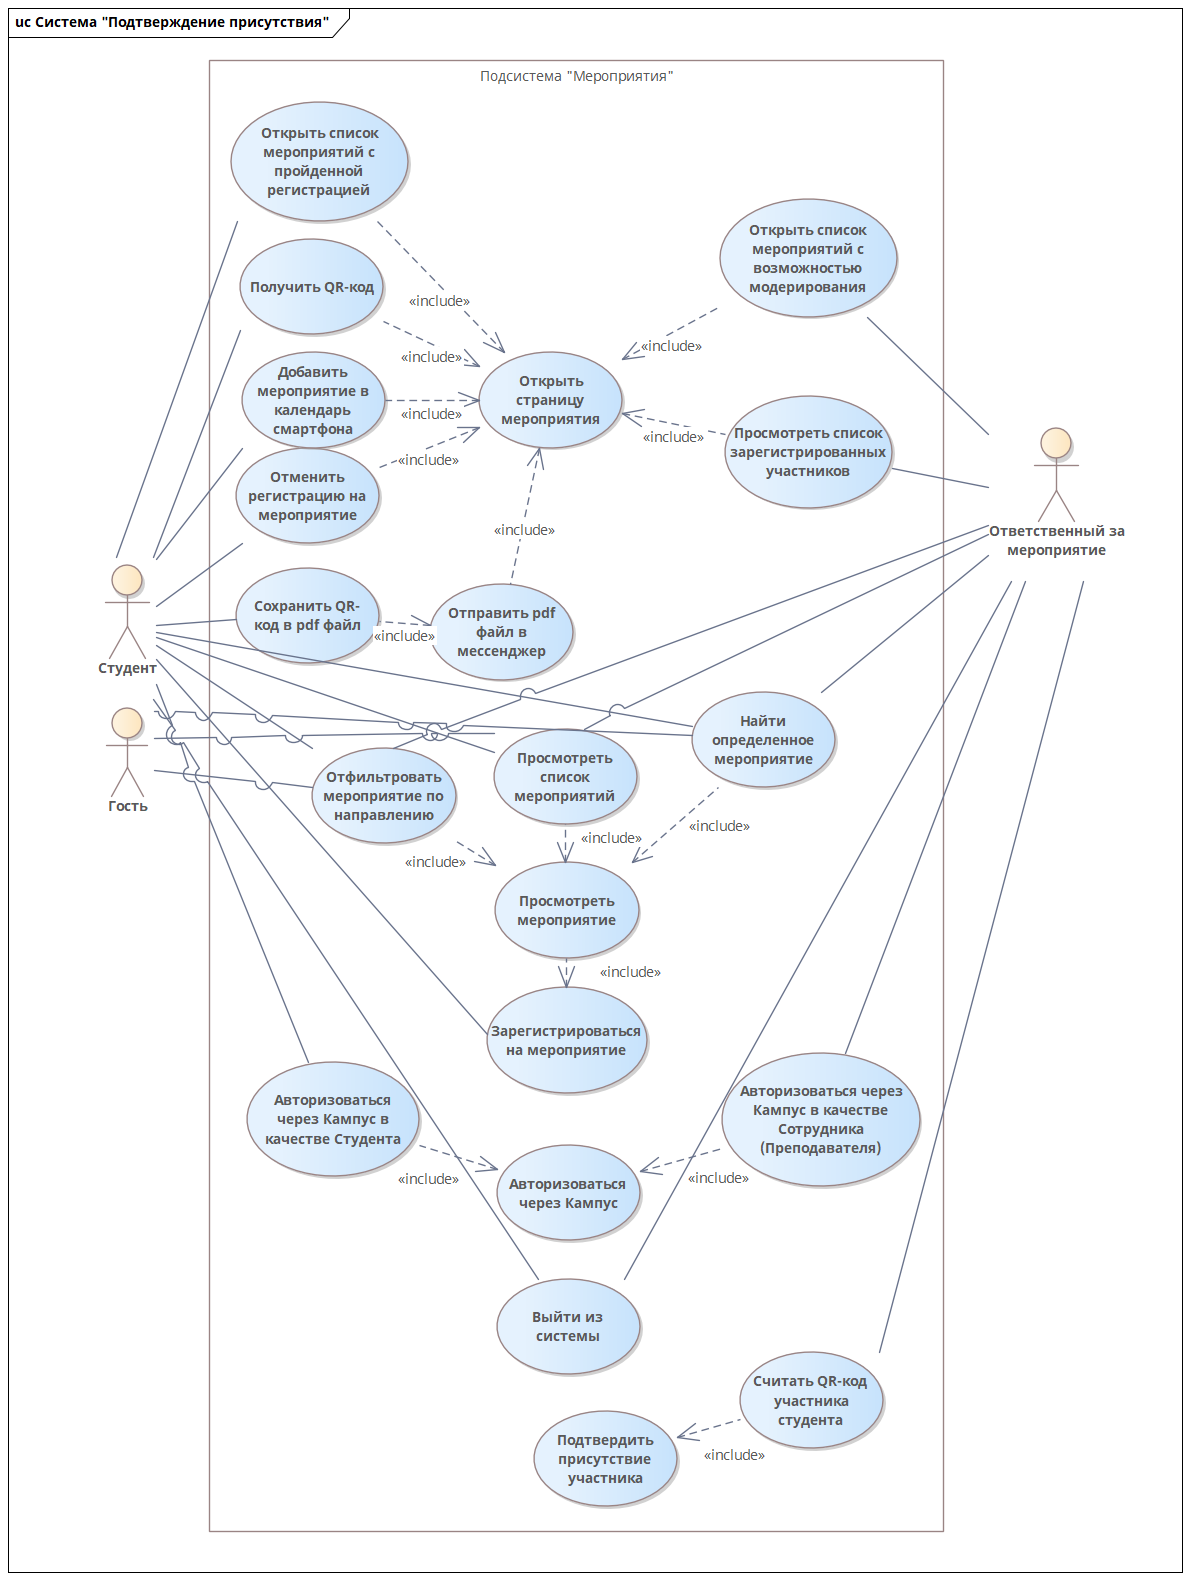 uc Система "Подтверждение присутствия"
Подсистема "Мероприятия"
Открыть список
мероприятий с
пройденной
регистрацией
Открыть список
мероприятий с
возможностью
модерирования
Получить QR-код
«include»
«include»
«include»
Добавить
мероприятие в
календарь
смартфона
«include»
Открыть
страницу
мероприятия
Просмотреть список
зарегистрированных
участников
«include»
«include»
Отменить
регистрацию на
мероприятие
«include»
Ответственный за
мероприятие
Сохранить QR-
код в pdf файл
«include»
Отправить pdf
файл в
мессенджер
Студент
Гость
Найти
определенное
мероприятие
Просмотреть
список
мероприятий
Отфильтровать
мероприятие по
направлению
«include»
«include»
«include»
Просмотреть
мероприятие
«include»
Зарегистрироваться
на мероприятие
Авторизоваться
через Кампус в
качестве Студента
Авторизоваться через
Кампус в качестве
Сотрудника
(Преподавателя)
«include»
«include»
Авторизоваться
через Кампус
Выйти из
системы
Считать QR-код
участника
студента
«include»
Подтвердить
присутствие
участника